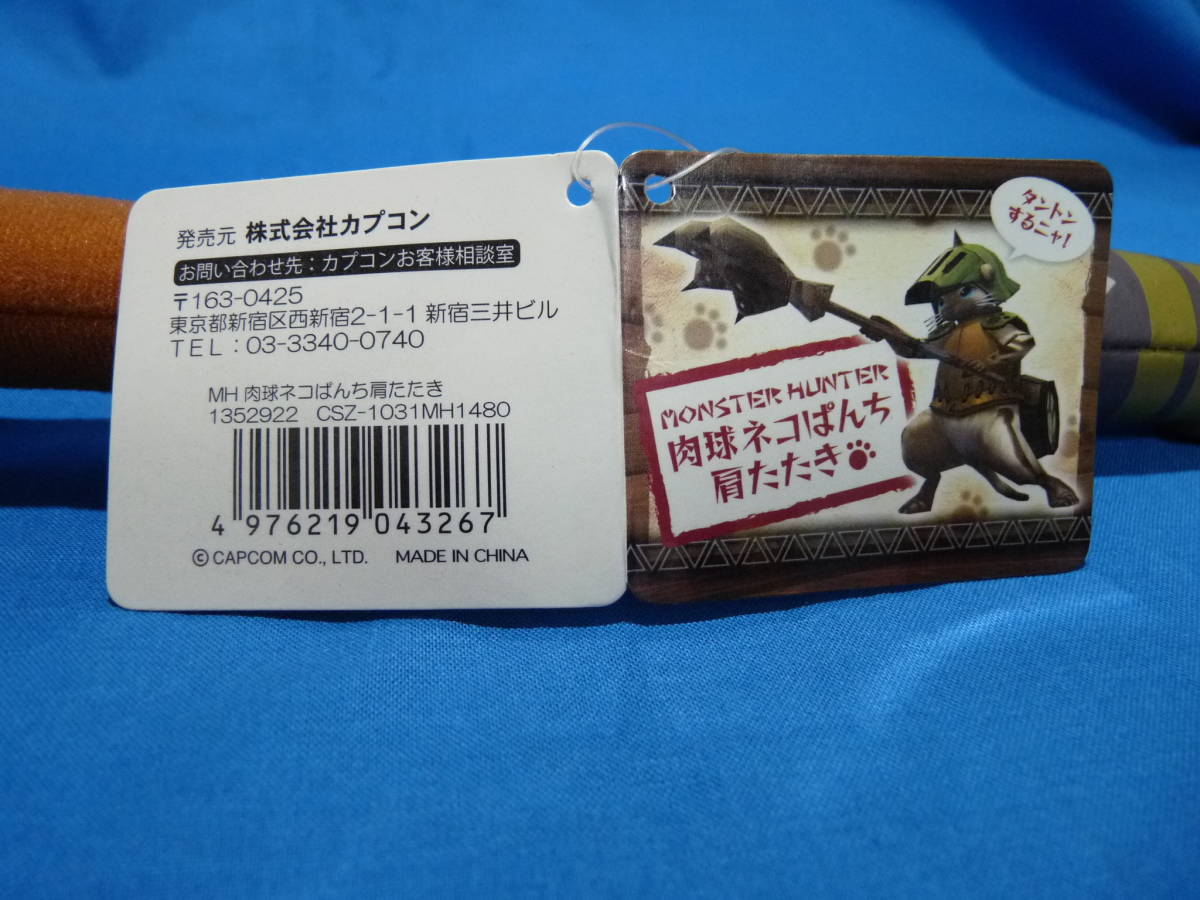 発売元 株式会社カプコン
お問い合わせ先：カプコンお客様相談室
〒163-0425
東京都新宿区西新宿2-1-1 新宿三井ビル
TEL：03-3340-0740
MH 肉球ネコぱんち肩たたき
1352922 CSZ-1031MH1480
4 976219 043267
©CAPCOM CO., LTD. MADE IN CHINA
タントン
するニャ!
MONSTER HUNTER
肉球ネコぱんち
肩たたき